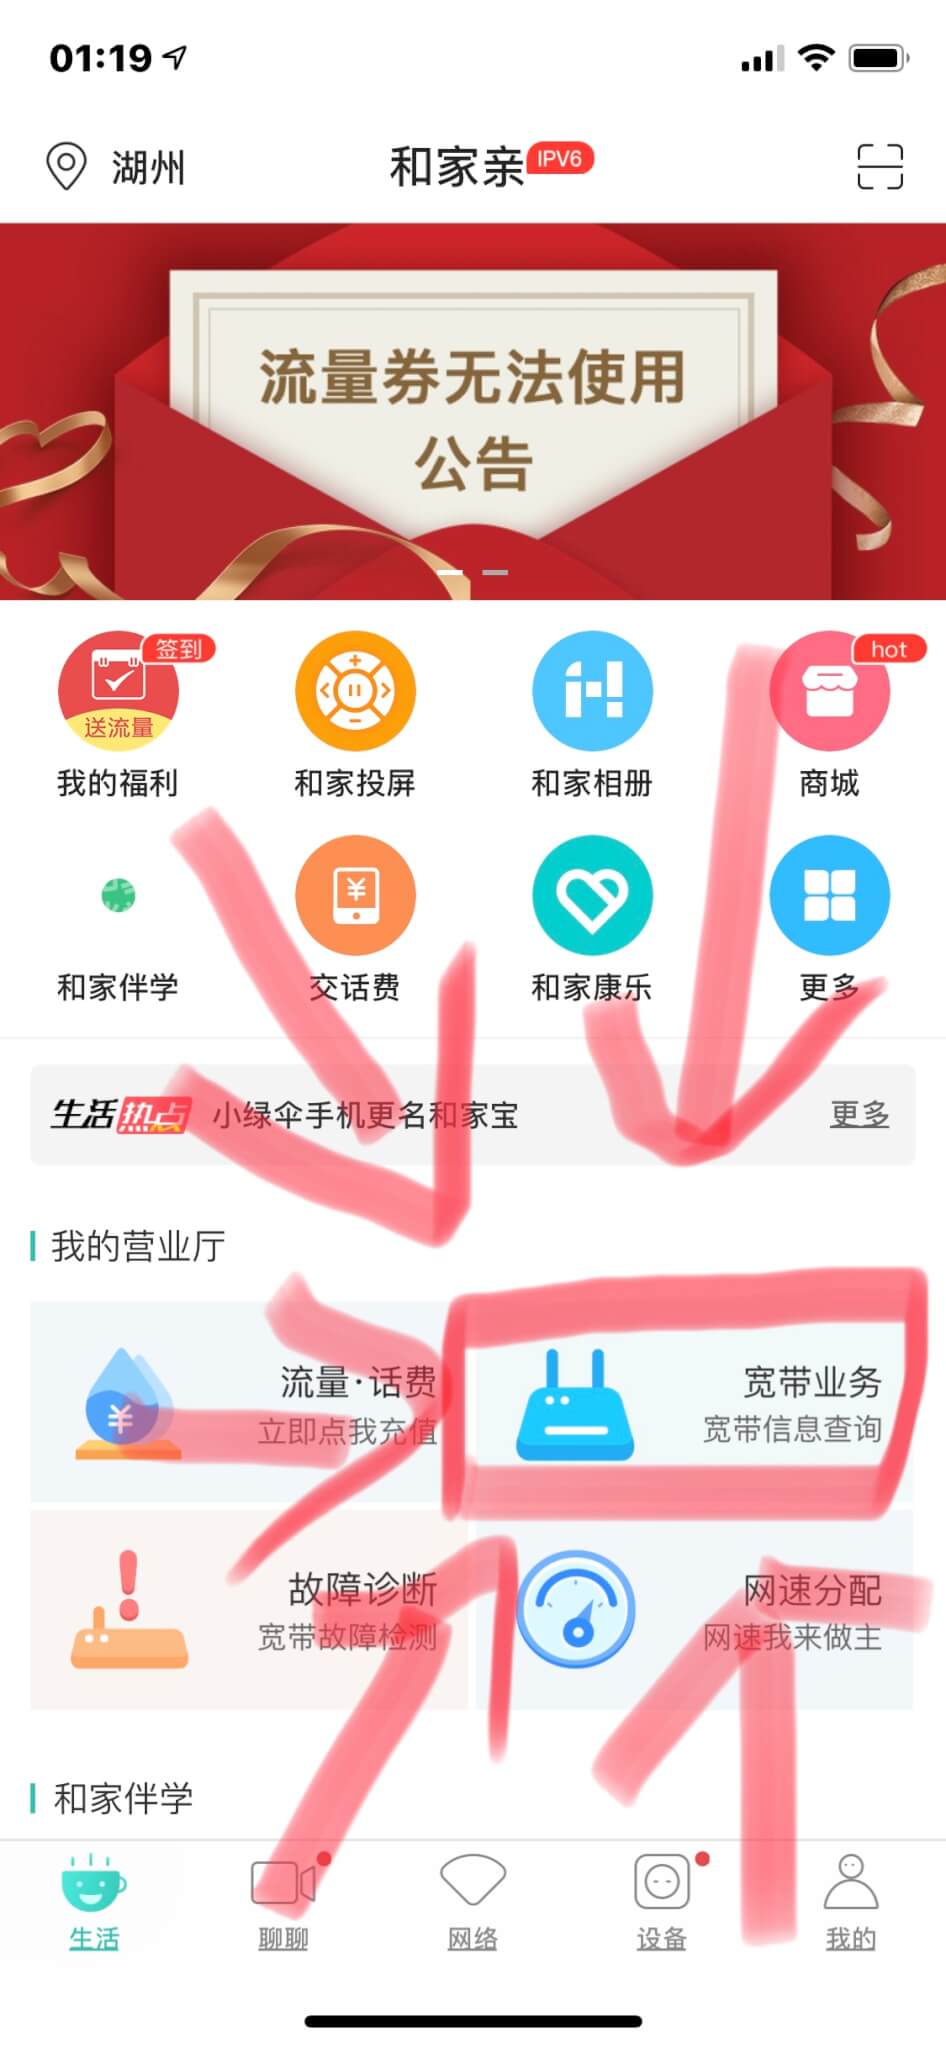 01:19
湖州
和家亲 IPV6
流量券无法使用
公告
签到
hot
送流量
我的福利 和家投屏 和家相册 商城
和家伴学 交话费 和家康乐 更多
生活热点 小绿伞手机更名和家宝 更多
我的营业厅
流量·话费
立即点我充值
宽带业务
宽带信息查询
故障诊断
宽带故障检测
网速分配
网速我来做主
和家伴学
生活 聊聊 网络 设备 我的